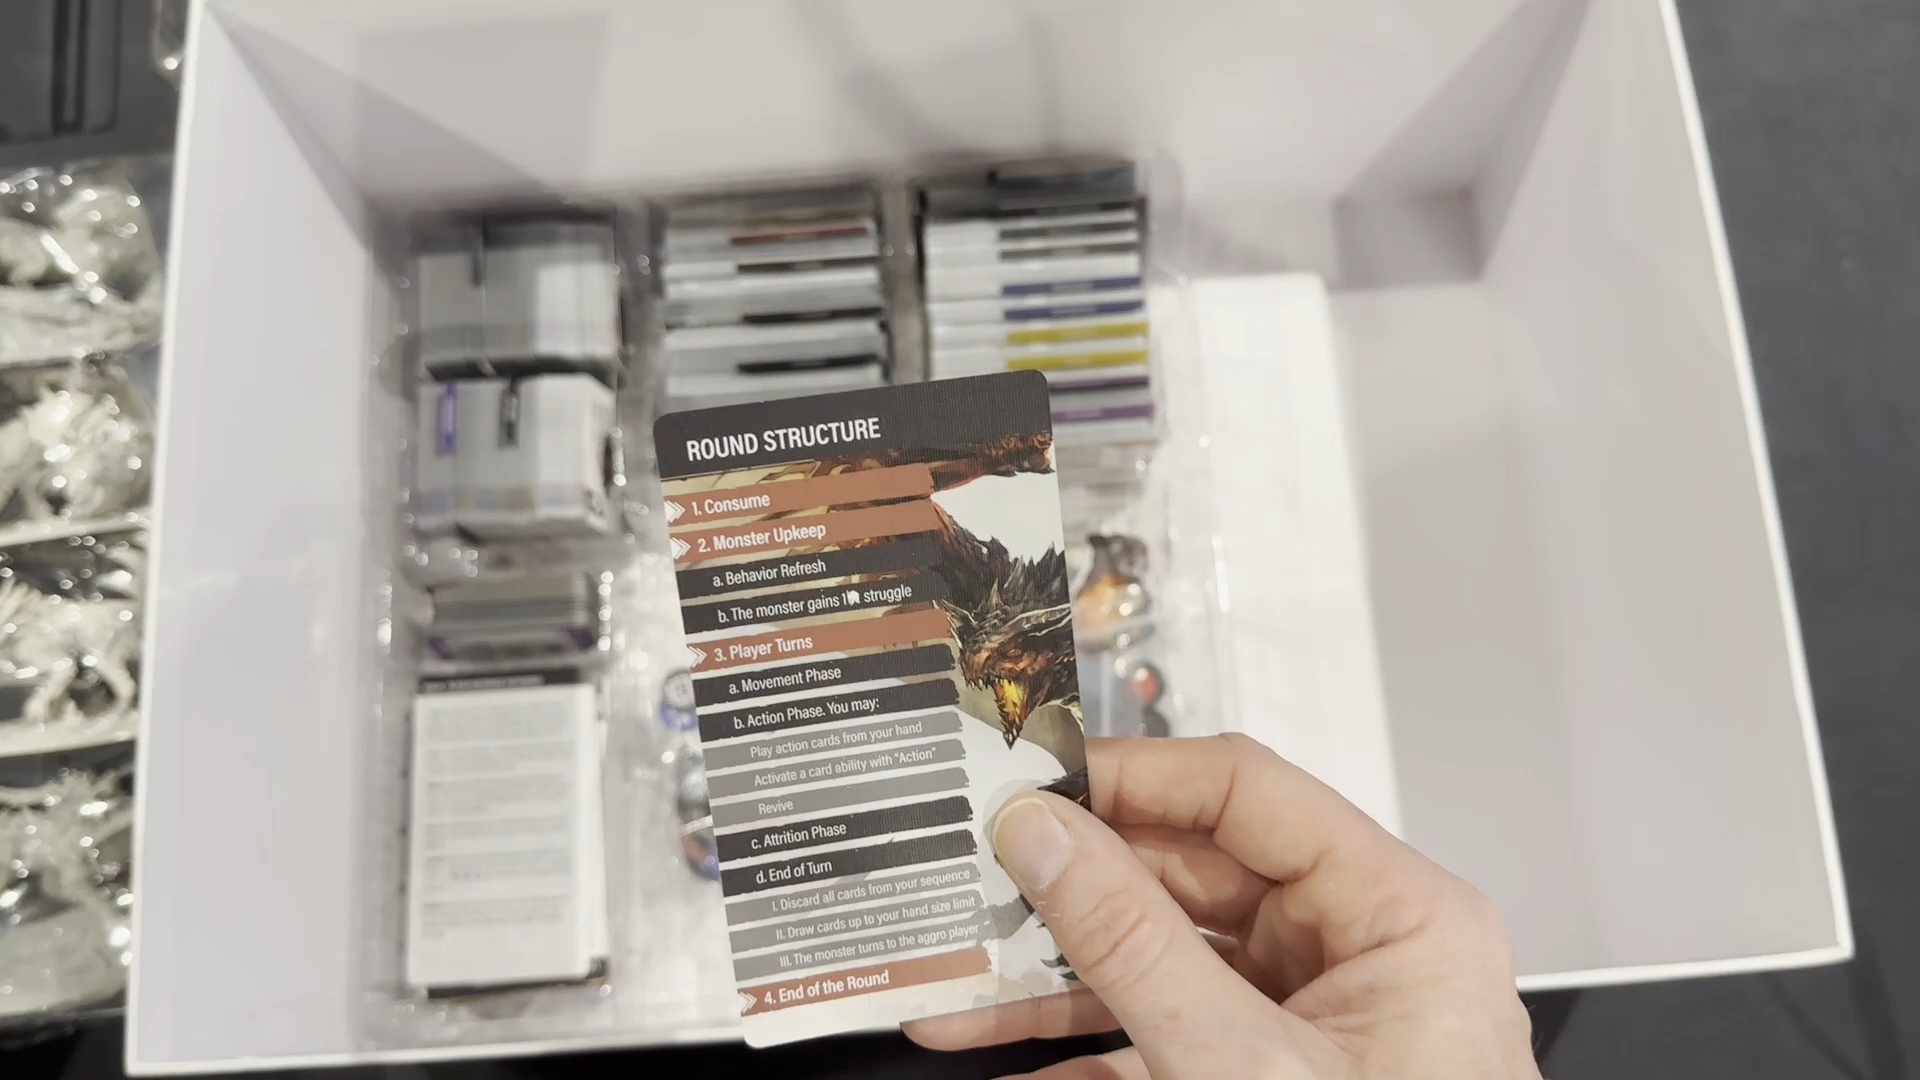 ROUND STRUCTURE
1. Consume
2. Monster Upkeep
a. Behavior Refresh
b. The monster gains 1 struggle
3. Player Turns
a. Movement Phase
b. Action Phase. You may:
Play action cards from your hand
Activate a card ability with "Action"
Revive
c. Attrition Phase
d. End of Turn
I. Discard all cards from your sequence
II. Draw cards up to your hand size limit
III. The monster turns to the aggro player
4. End of the Round